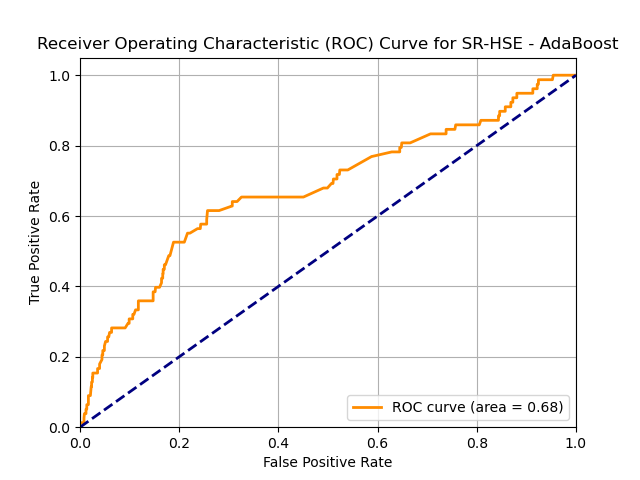 Receiver Operating Characteristic (ROC) Curve for SR-HSE - AdaBoost
True Positive Rate
1.0
0.8
0.6
0.4
0.2
0.0
ROC curve (area = 0.68)
0.0 0.2 0.4 0.6 0.8 1.0
False Positive Rate